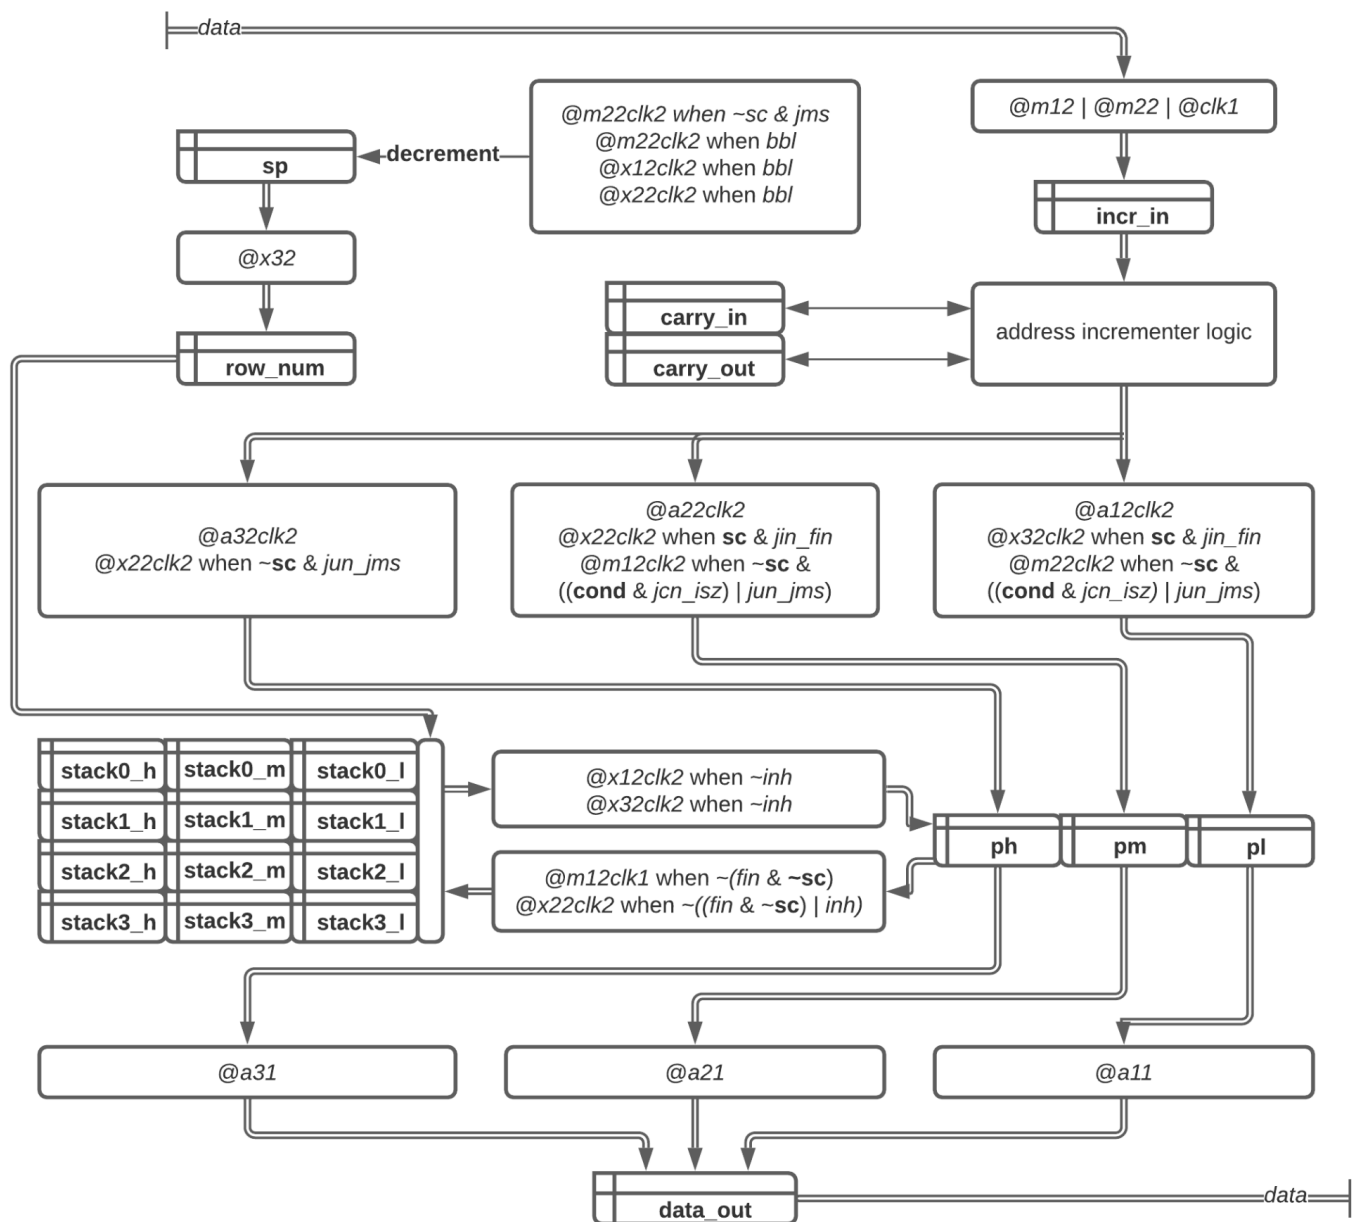 data
@m12 | @m22 | @clk1
@m22clk2 when ~sc & jms
@m22clk2 when bbl
@x12clk2 when bbl
@x22clk2 when bbl
decrement
sp
incr_in
@x32
row_num
carry_in
carry_out
address incrementer logic
@a32clk2
@x22clk2 when ~sc & jun_jms
@a22clk2
@x22clk2 when sc & jin_fin
@m12clk2 when ~sc &
((cond & jcn_isz) | jun_jms)
@a12clk2
@x32clk2 when sc & jin_fin
@m22clk2 when ~sc &
((cond & jcn_isz) | jun_jms)
stack0_h stack0_m stack0_l
stack1_h stack1_m stack1_l
stack2_h stack2_m stack2_l
stack3_h stack3_m stack3_l
@x12clk2 when ~inh
@x32clk2 when ~inh
@m12clk1 when ~(fin & ~sc)
@x22clk2 when ~((fin & ~sc) | inh)
ph pm pl
@a31
@a21
@a11
data_out
data